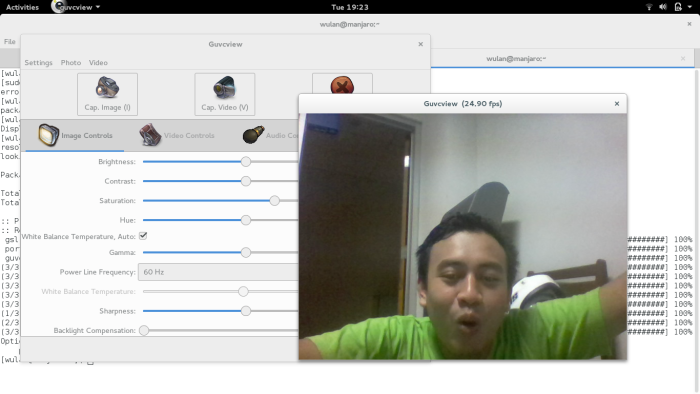 Activities
Guvcview
Tue 19:23
wulan@manjaro:~
File
wulan@manjaro:~
Guvcview
Settings Photo Video
Cap. Image (I)
Cap. Video (V)
Image Controls
Video Controls
Audio Co
Brightness:
Contrast:
Saturation:
Hue:
White Balance Temperature, Auto:
Gamma:
Power Line Frequency:
60 Hz
White Balance Temperature:
Sharpness:
Backlight Compensation:
Guvcview (24.90 fps)
[wul
[sud
erro
[wul
pack
[wul
Disp
reso
look
Pack
Tota
Tota
:: P
:: R
gsl
por
guv
(3/3
(3/3
(3/3
(3/3
(1/3
(2/3
(3/3
Opti
########] 100%
########] 100%
########] 100%
########] 100%
########] 100%
########] 100%
########] 100%
########] 100%
########] 100%
########] 100%